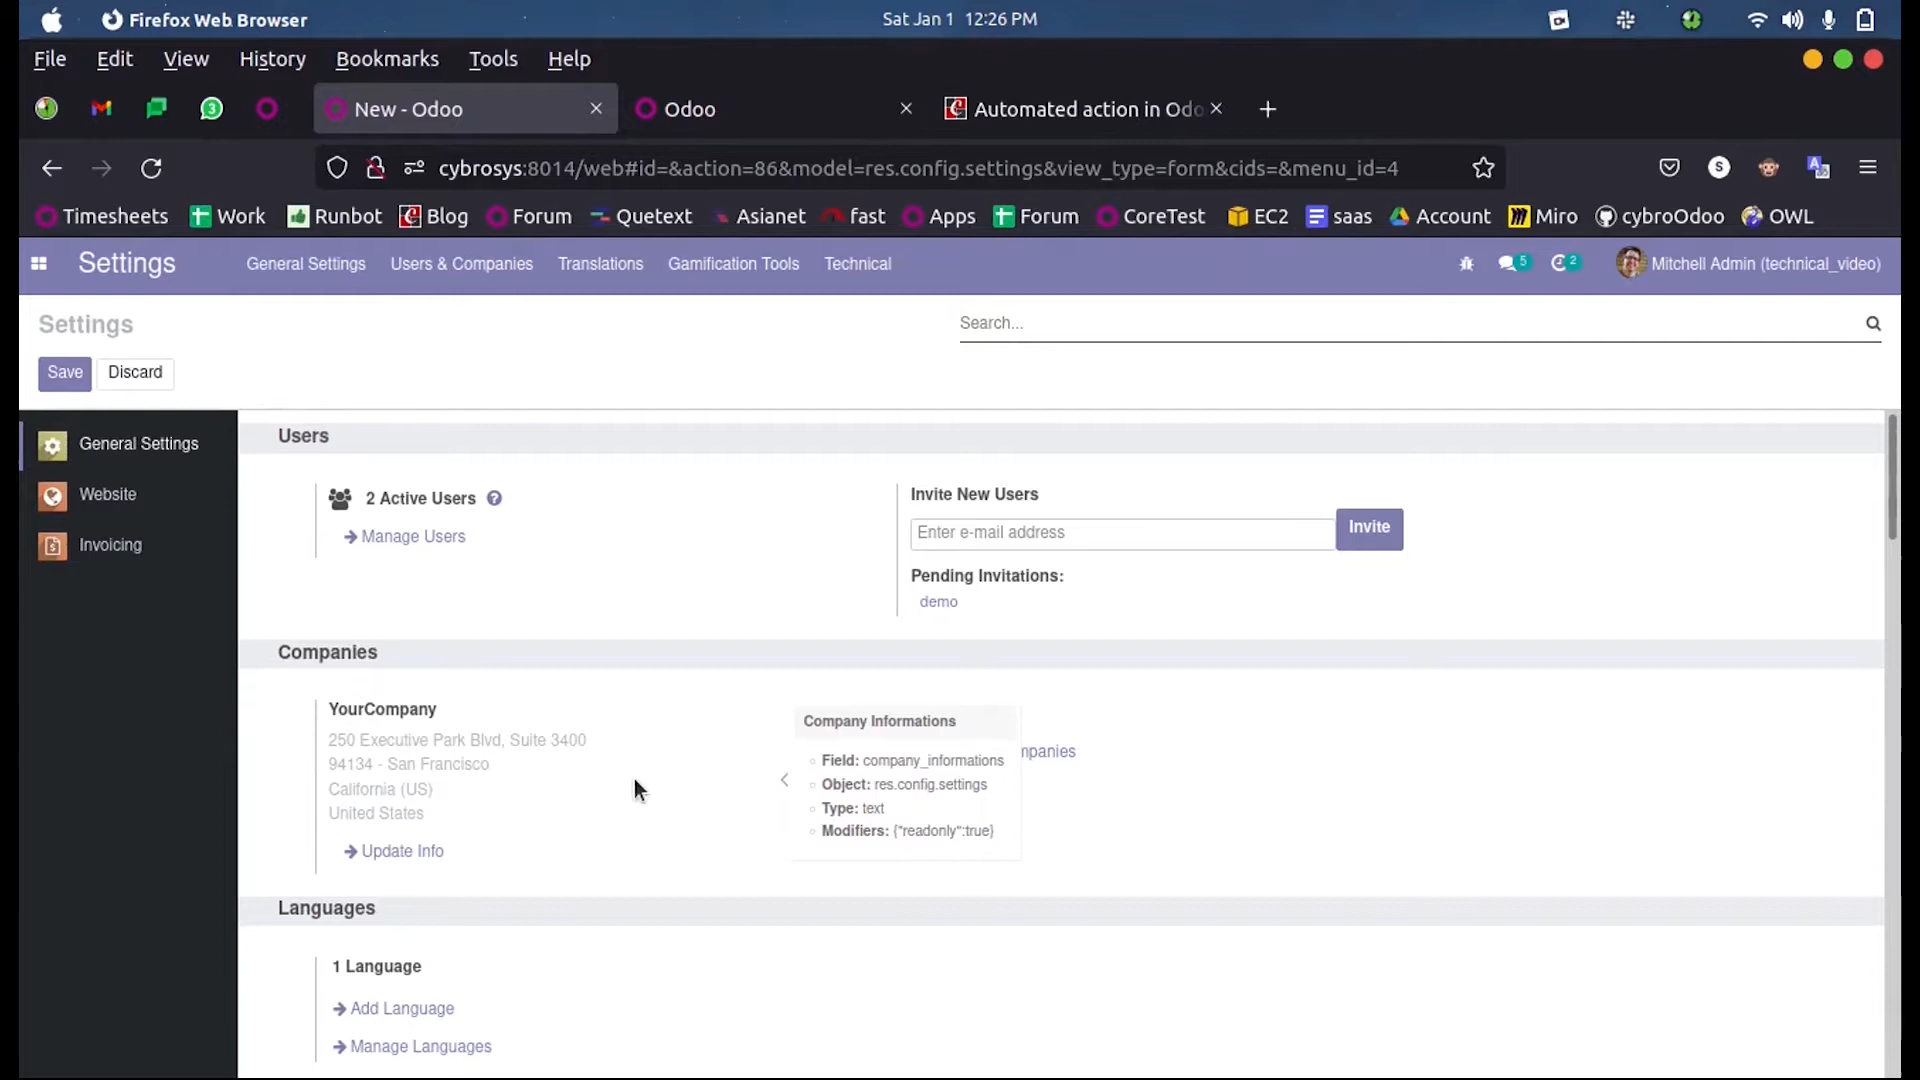 Firefox Web Browser
Sat Jan 1 12:26 PM
File Edit View History Bookmarks Tools Help
3
New - Odoo
Odoo
Automated action in Odo
cybrosys:8014/web#id=&action=86&model=res.config.settings&view_type=form&cids=&menu_id=4
S
Timesheets Work Runbot Blog Forum Quetext Asianet fast Apps Forum CoreTest EC2 saas Account Miro cybroOdoo OWL
Settings General Settings Users & Companies Translations Gamification Tools Technical 5 2 Mitchell Admin (technical_video)
Settings
Search...
Save Discard
General Settings
Website
Invoicing
Users
2 Active Users ?
Manage Users
Invite New Users
Enter e-mail address
Invite
Pending Invitations:
demo
Companies
YourCompany
250 Executive Park Blvd, Suite 3400
94134 - San Francisco
California (US)
United States
Update Info
Company Informations
Field: company_informations
Object: res.config.settings
Type: text
Modifiers: {"readonly":true}
mpanies
Languages
1 Language
Add Language
Manage Languages